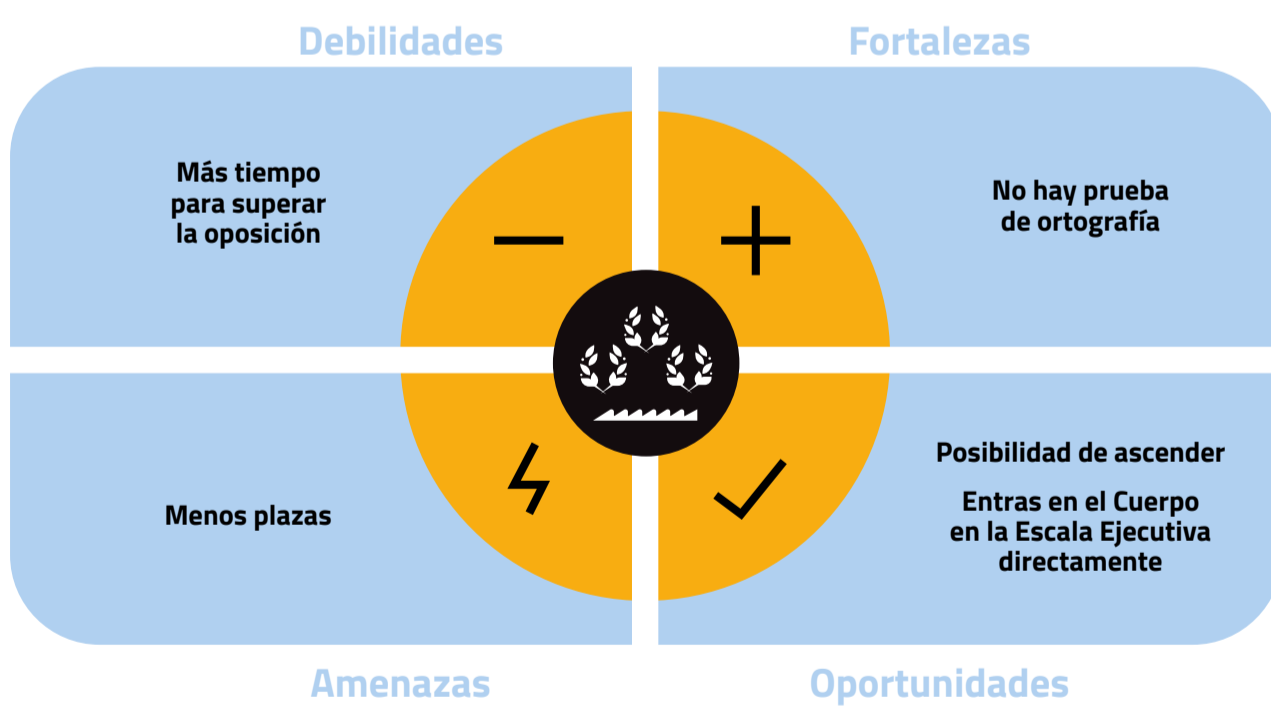 Debilidades
Fortalezas
Más tiempo
para superar
la oposición
No hay prueba
de ortografía
Menos plazas
Posibilidad de ascender
Entras en el Cuerpo
en la Escala Ejecutiva
directamente
Amenazas
Oportunidades